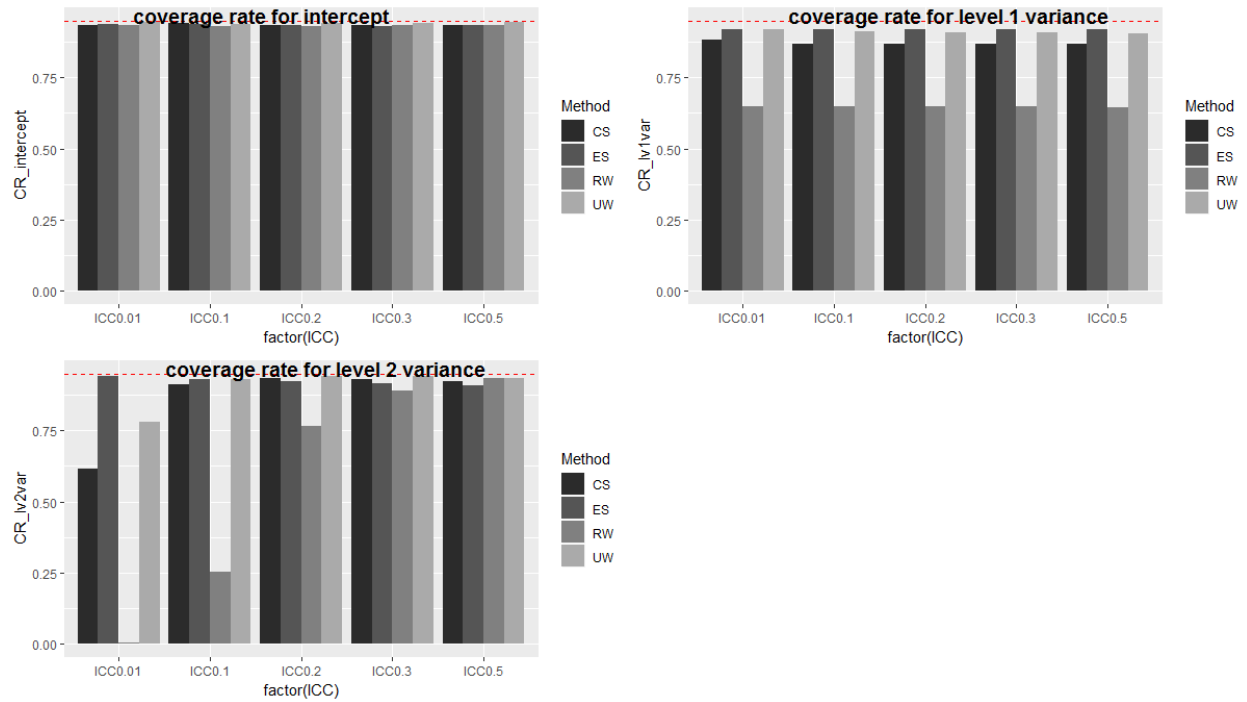 coverage rate for intercept
CR_intercept
0.75
0.50
0.25
0.00
ICC0.01 ICC0.1 ICC0.2 ICC0.3 ICC0.5
factor(ICC)
Method
CS
ES
RW
UW
coverage rate for level 1 variance
CR_lv1var
0.75
0.50
0.25
0.00
ICC0.01 ICC0.1 ICC0.2 ICC0.3 ICC0.5
factor(ICC)
Method
CS
ES
RW
UW
coverage rate for level 2 variance
CR_lv2var
0.75
0.50
0.25
0.00
ICC0.01 ICC0.1 ICC0.2 ICC0.3 ICC0.5
factor(ICC)
Method
CS
ES
RW
UW